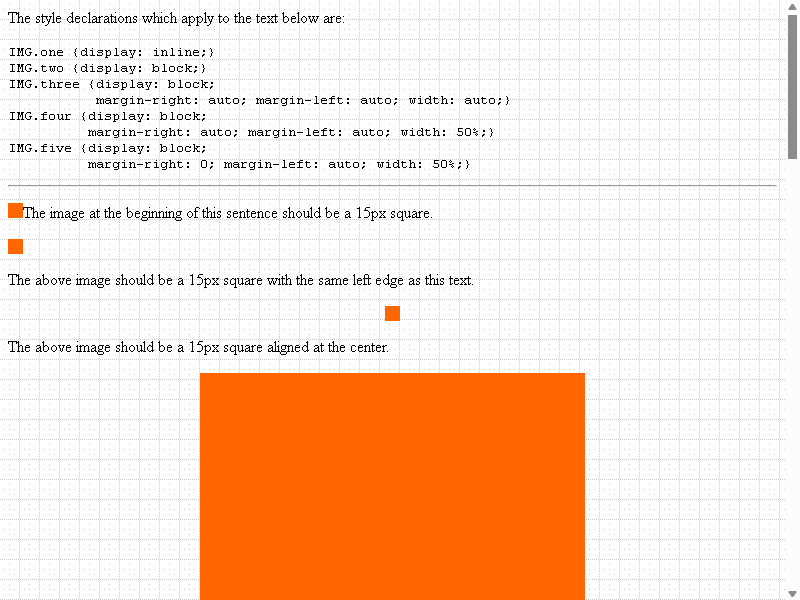 The style declarations which apply to the text below are:
IMG.one {display: inline;}
IMG.two {display: block;}
IMG.three {display: block;
margin-right: auto; margin-left: auto; width: auto;}
IMG.four {display: block;
margin-right: auto; margin-left: auto; width: 50%;}
IMG.five {display: block;
margin-right: 0; margin-left: auto; width: 50%;}
The image at the beginning of this sentence should be a 15px square.
The above image should be a 15px square with the same left edge as this text.
The above image should be a 15px square aligned at the center.